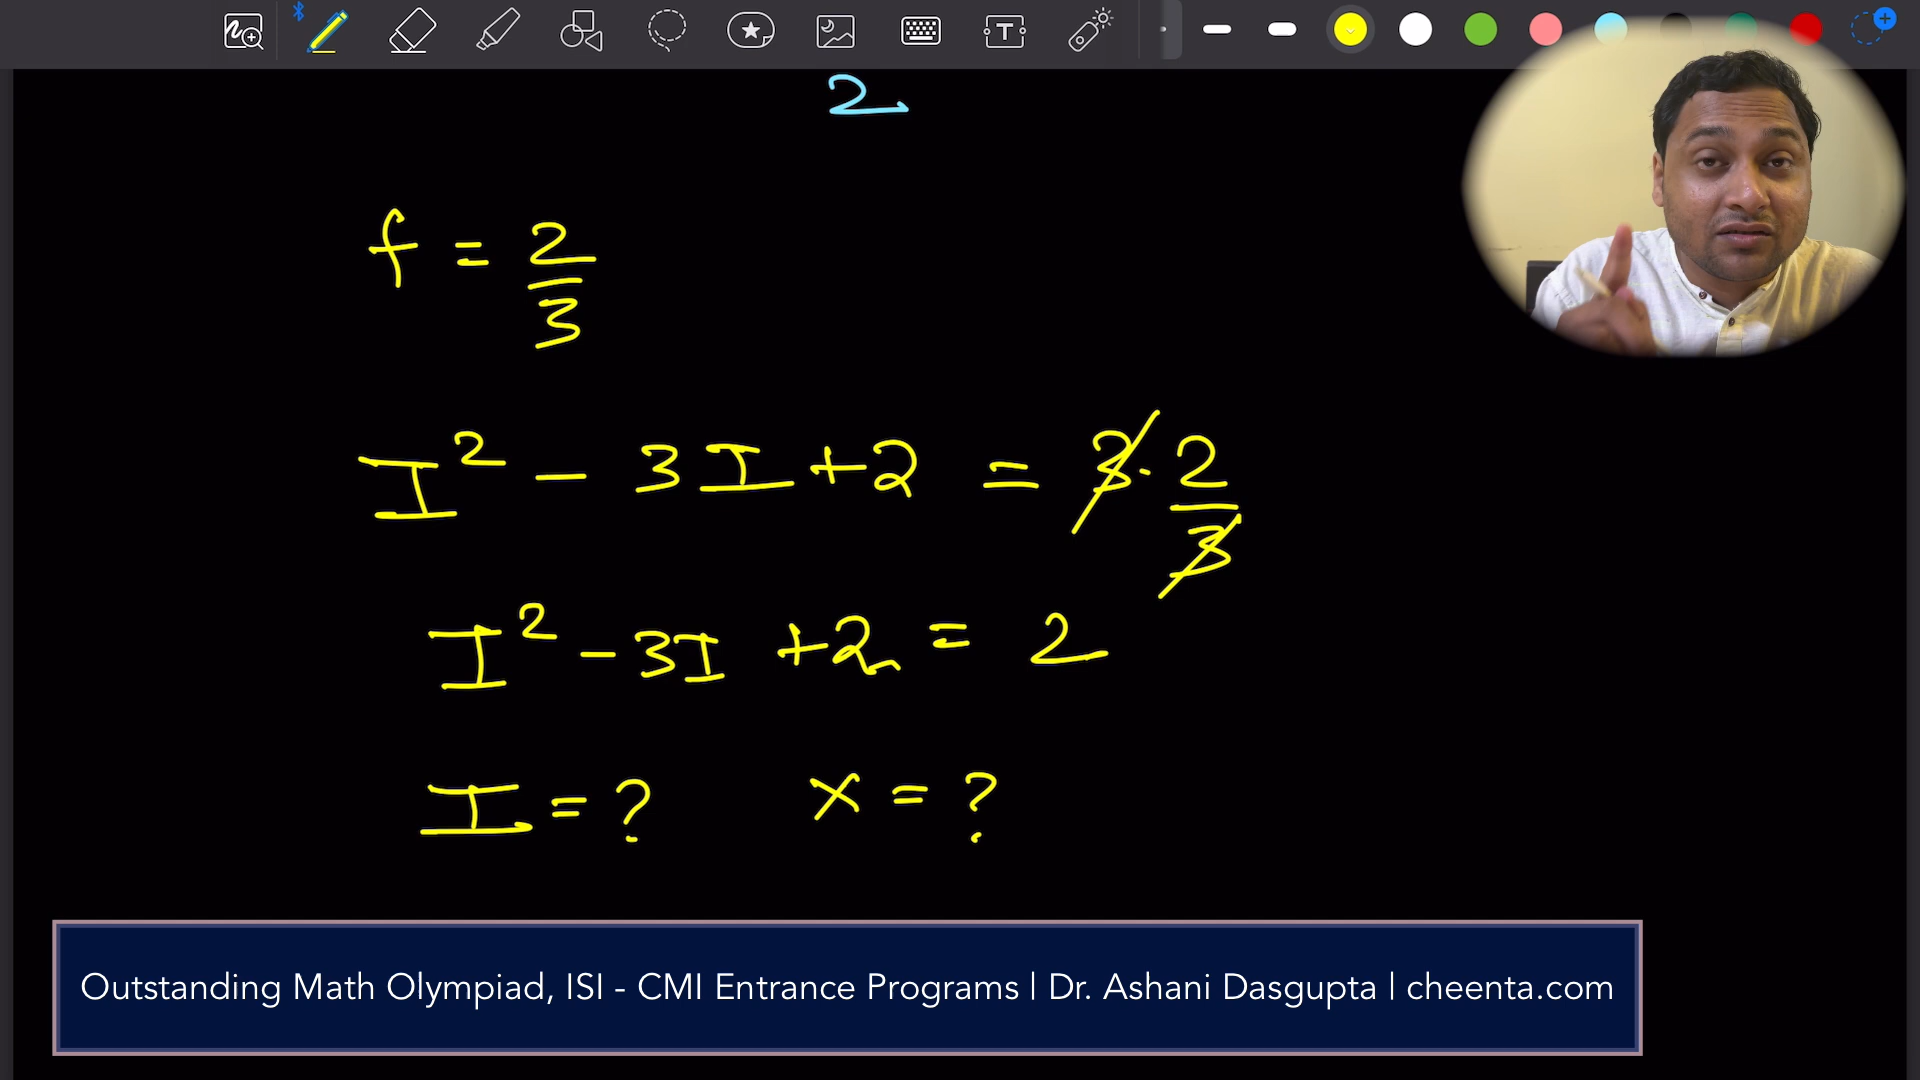 2
f = 2/3
I² - 3I + 2 = 3 · 2/3
I² - 3I + 2 = 2
I = ? x = ?
Outstanding Math Olympiad, ISI - CMI Entrance Programs | Dr. Ashani Dasgupta | cheenta.com